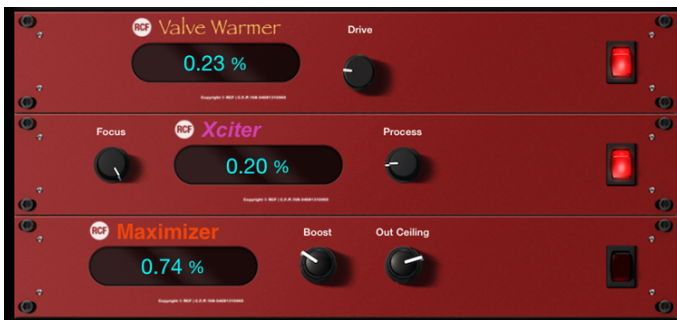 RCF Valve Warmer
Drive
0.23 %
Focus
RCF Xciter
Process
0.20 %
RCF Maximizer
Boost
Out Ceiling
0.74 %